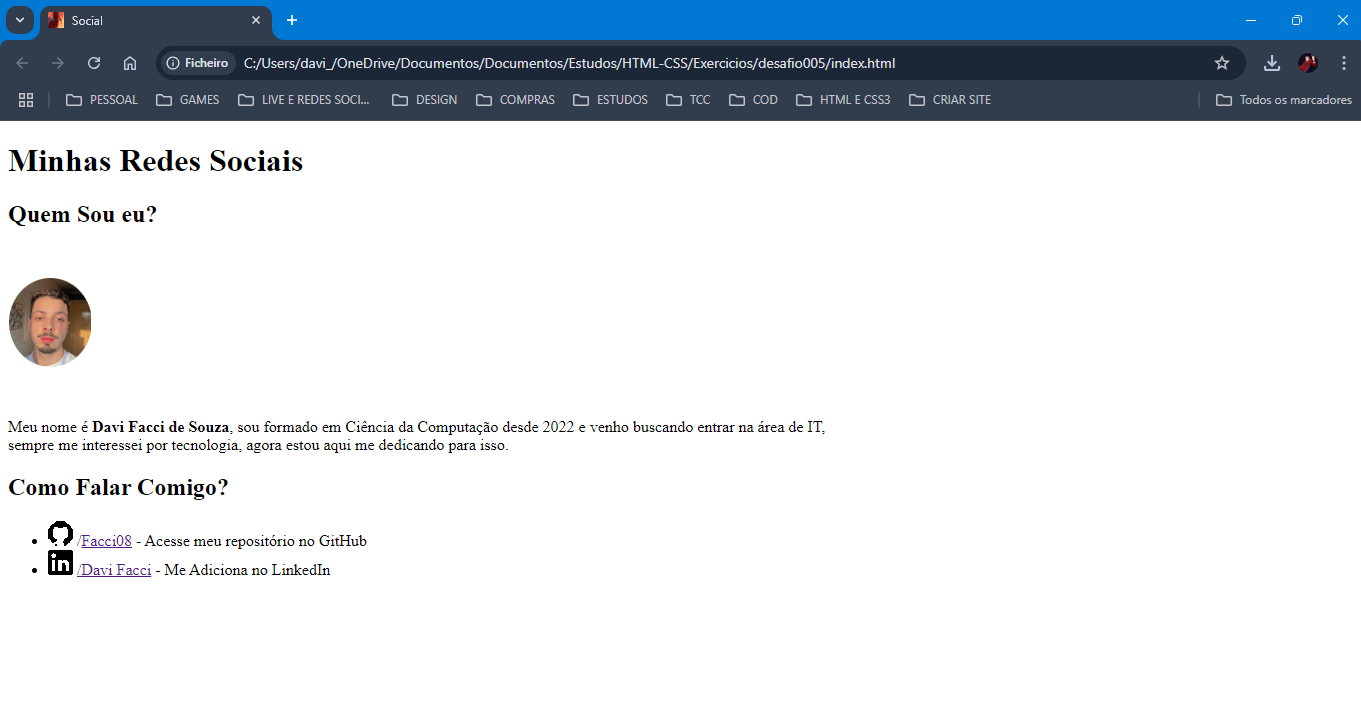 Social
Ficheiro
C:/Users/davi_/OneDrive/Documentos/Documentos/Estudos/HTML-CSS/Exercicios/desafio005/index.html
PESSOAL GAMES LIVE E REDES SOCI... DESIGN COMPRAS ESTUDOS TCC COD HTML E CSS3 CRIAR SITE Todos os marcadores
Minhas Redes Sociais
Quem Sou eu?
Meu nome é Davi Facci de Souza, sou formado em Ciência da Computação desde 2022 e venho buscando entrar na área de IT,
sempre me interessei por tecnologia, agora estou aqui me dedicando para isso.
Como Falar Comigo?
/Facci08 - Acesse meu repositório no GitHub
in /Davi Facci - Me Adiciona no LinkedIn